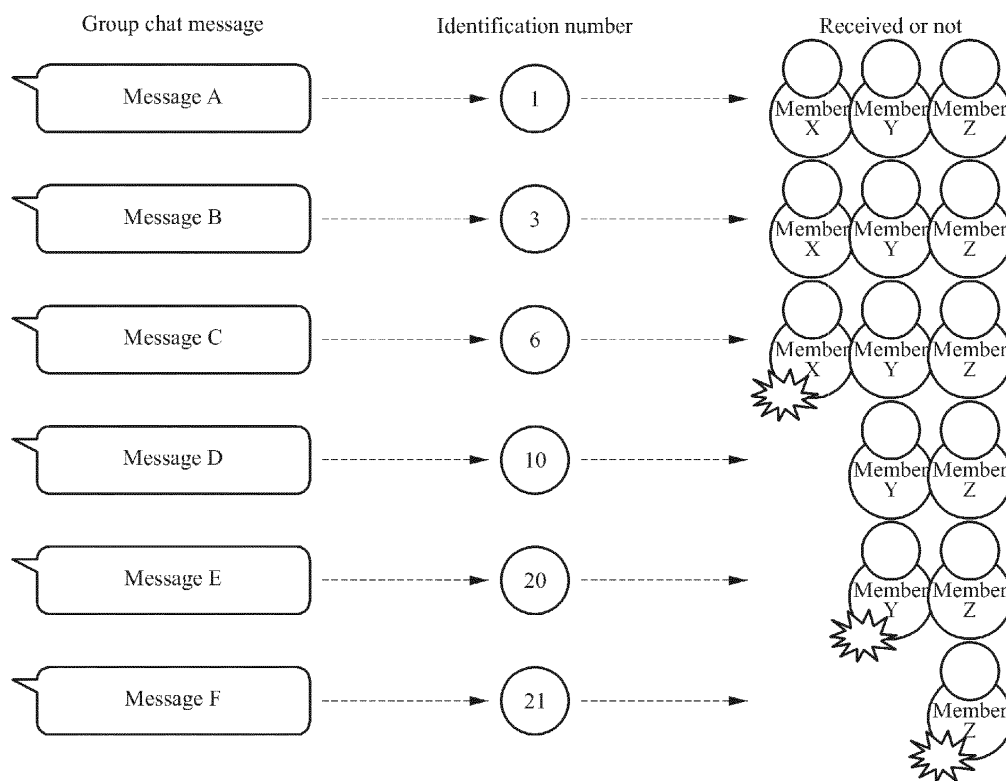 Group chat message Identification number Received or not
Message A 1 Member X Member Y Member Z
Message B 3 Member X Member Y Member Z
Message C 6 Member X Member Y Member Z
Message D 10 Member Y Member Z
Message E 20 Member Y Member Z
Message F 21 Member Z